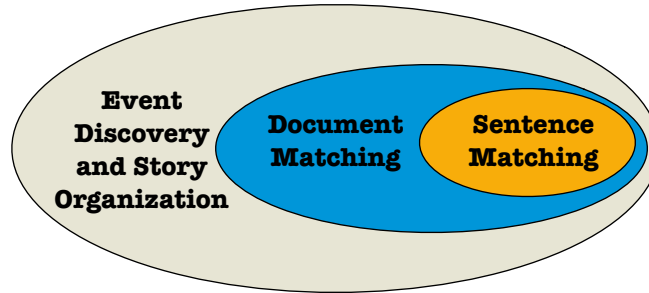 Event
Discovery
and Story
Organization
Document
Matching
Sentence
Matching